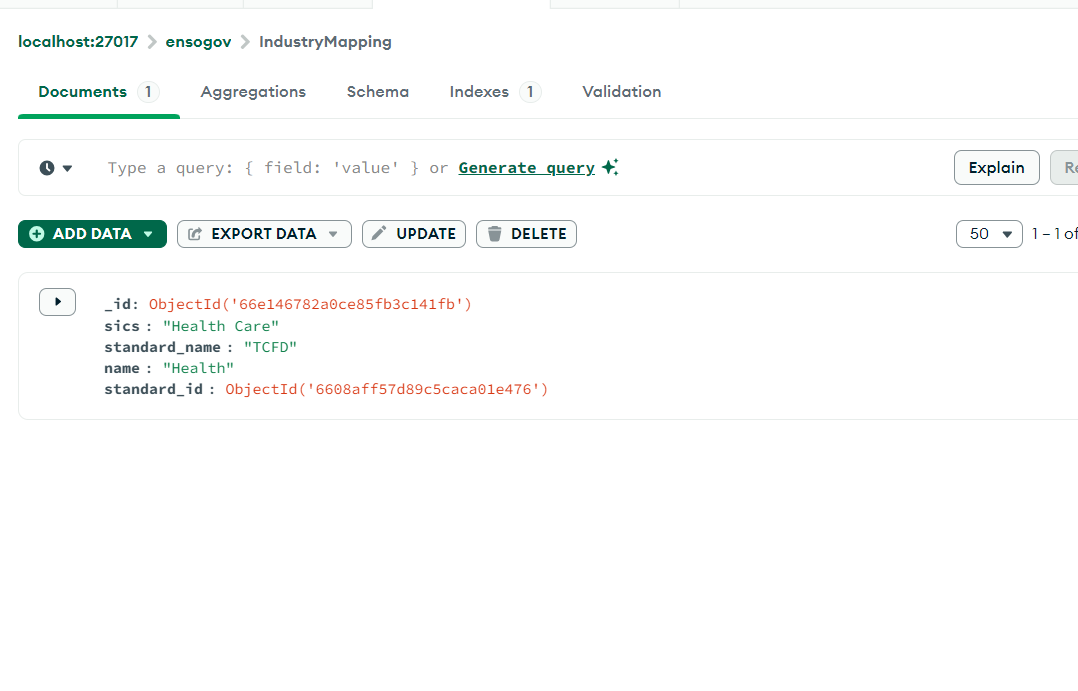 localhost:27017 > ensogov > IndustryMapping
Documents 1 Aggregations Schema Indexes 1 Validation
Type a query: { field: 'value' } or Generate query
Explain
ADD DATA EXPORT DATA UPDATE DELETE 50 1 – 1 of
_id: ObjectId('66e146782a0ce85fb3c141fb')
sics : "Health Care"
standard_name : "TCFD"
name : "Health"
standard_id : ObjectId('6608aff57d89c5caca01e476')